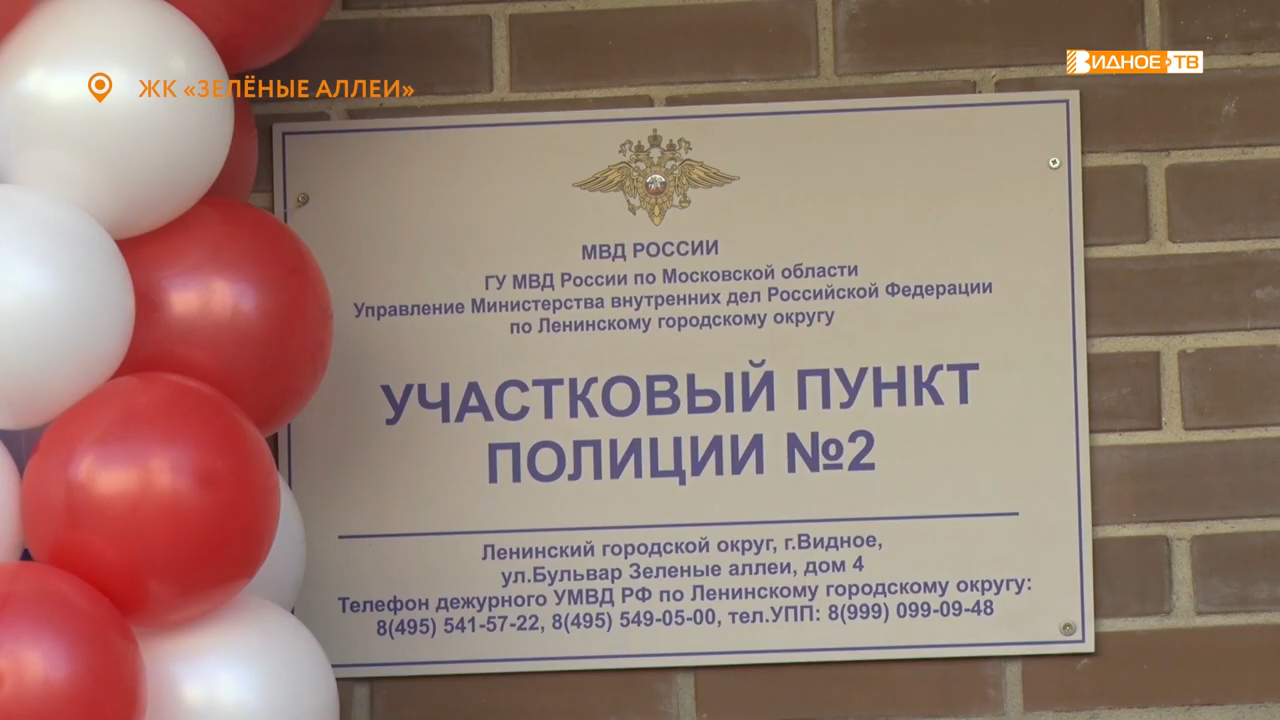 ЖК «ЗЕЛЁНЫЕ АЛЛЕИ»
ВИДНОЕ ТВ
МВД РОССИИ
ГУ МВД России по Московской области
Управление Министерства внутренних дел Российской Федерации
по Ленинскому городскому округу
УЧАСТКОВЫЙ ПУНКТ
ПОЛИЦИИ №2
Ленинский городской округ, г.Видное,
ул.Бульвар Зеленые аллеи, дом 4
Телефон дежурного УМВД РФ по Ленинскому городскому округу:
8(495) 541-57-22, 8(495) 549-05-00, тел.УПП: 8(999) 099-09-48